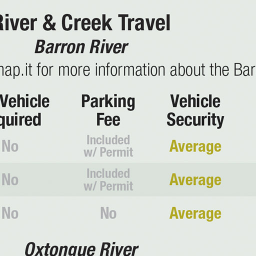 River & Creek Travel
Barron River
map.it for more information about the Bar
Vehicle Parking Vehicle
quired Fee Security
No Included w/ Permit Average
No Included w/ Permit Average
No No Average
Oxtongue River